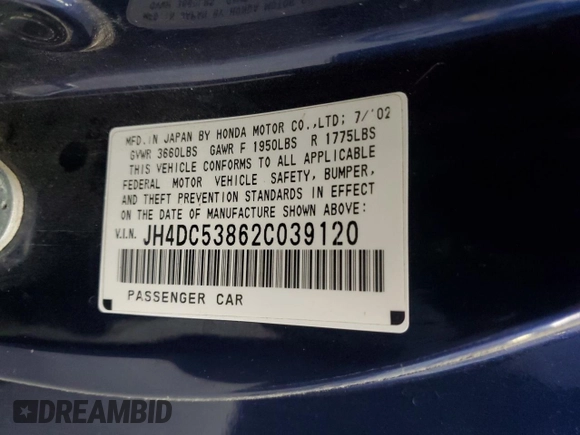 MFD. IN JAPAN BY HONDA MOTOR CO.,LTD; 7/'02
GVWR 3660LBS GAWR F 1950LBS R 1775LBS
THIS VEHICLE CONFORMS TO ALL APPLICABLE
FEDERAL MOTOR VEHICLE SAFETY, BUMPER,
AND THEFT PREVENTION STANDARDS IN EFFECT
ON THE DATE OF MANUFACTURE SHOWN ABOVE:
V.I.N. JH4DC53862C039120
PASSENGER CAR
DREAMBID